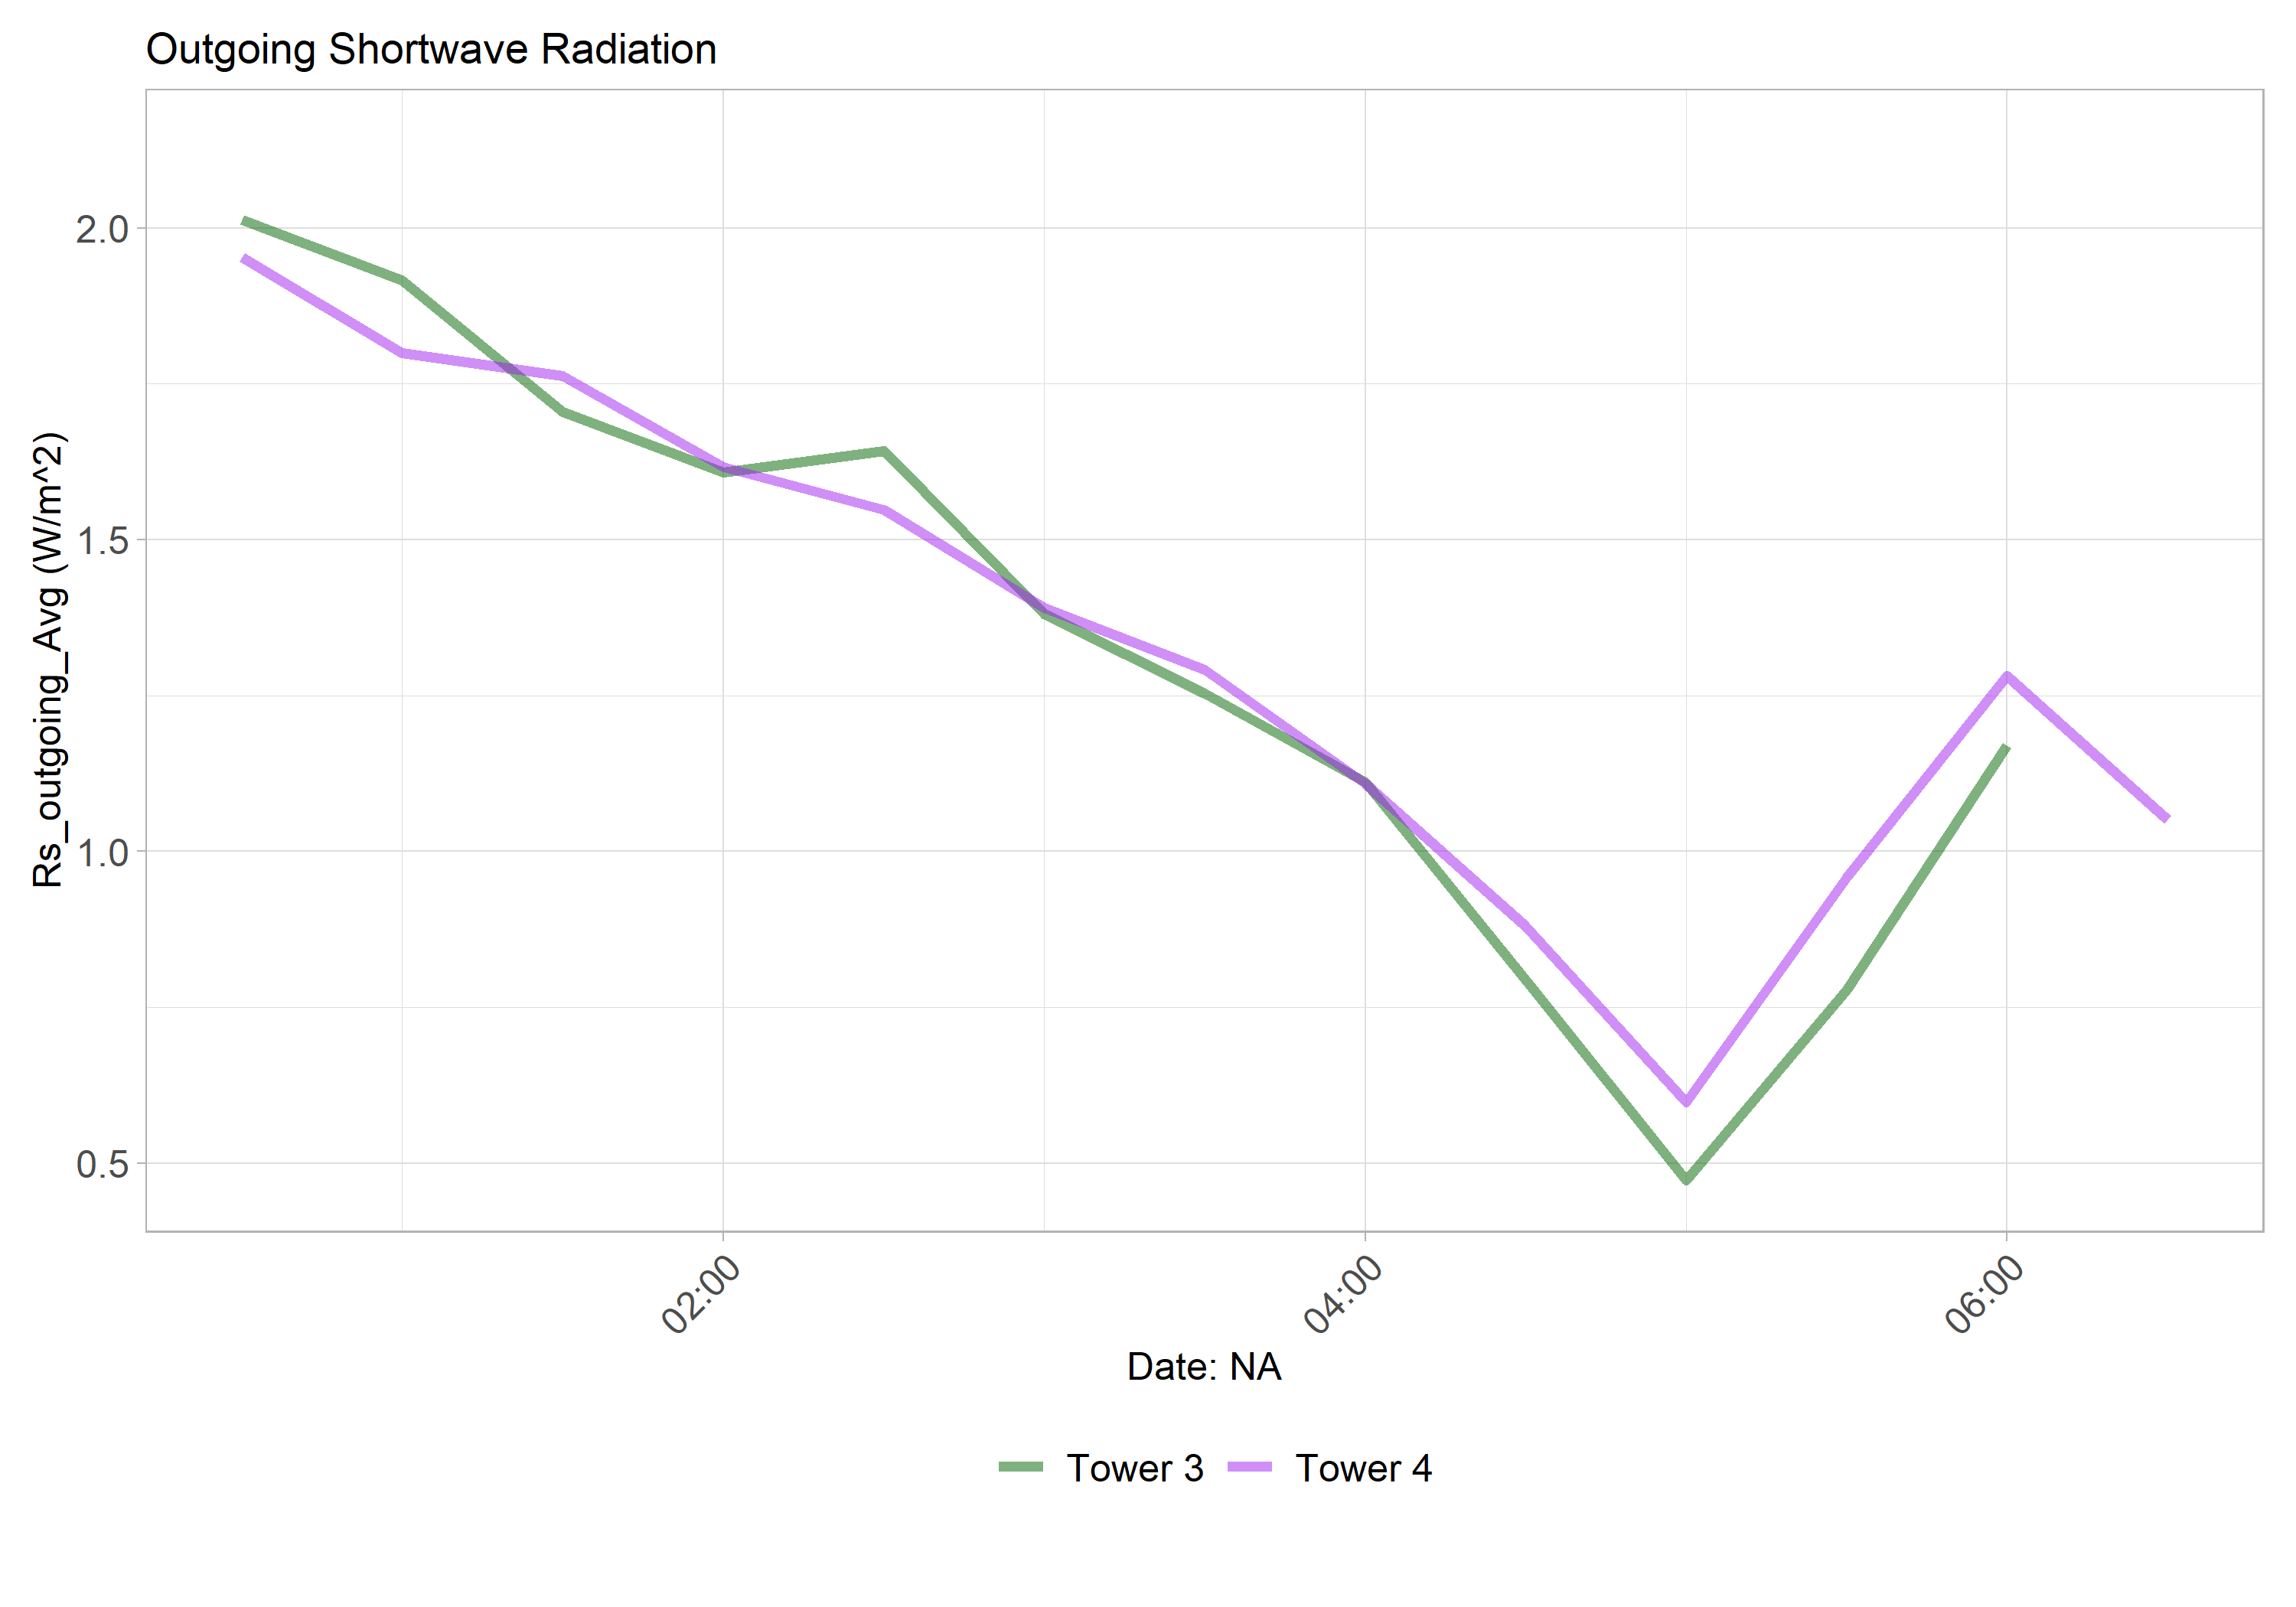 Outgoing Shortwave Radiation
Rs_outgoing_Avg (W/m^2)
2.0
1.5
1.0
0.5
02:00
04:00
06:00
Date: NA
Tower 3
Tower 4